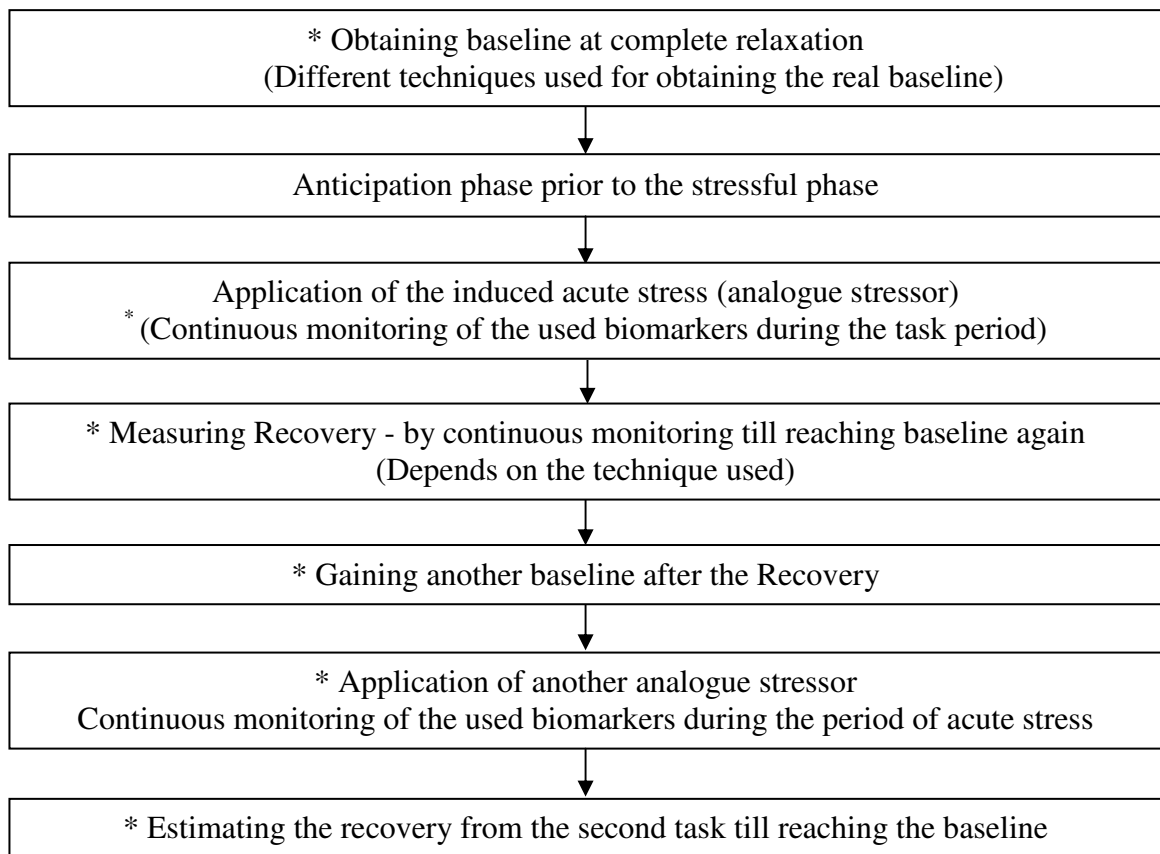 * Obtaining baseline at complete relaxation
(Different techniques used for obtaining the real baseline)
Anticipation phase prior to the stressful phase
Application of the induced acute stress (analogue stressor)
* (Continuous monitoring of the used biomarkers during the task period)
* Measuring Recovery - by continuous monitoring till reaching baseline again
(Depends on the technique used)
* Gaining another baseline after the Recovery
* Application of another analogue stressor
Continuous monitoring of the used biomarkers during the period of acute stress
* Estimating the recovery from the second task till reaching the baseline